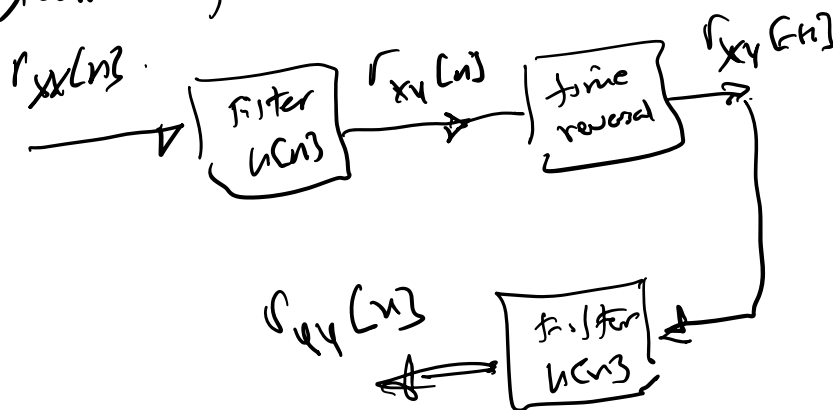 r_xx[n]
Filter
h[n]
r_xy[n]
time
reversal
r_xy[-n]
filter
h[n]
r_yy[n]